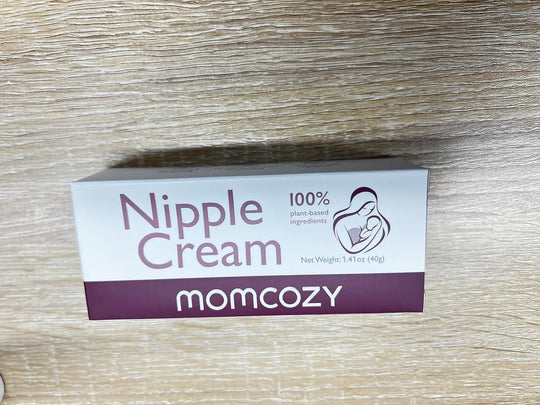 Nipple
Cream
100%
plant-based
ingredients
Net Weight: 1.41oz (40g)
momcozy